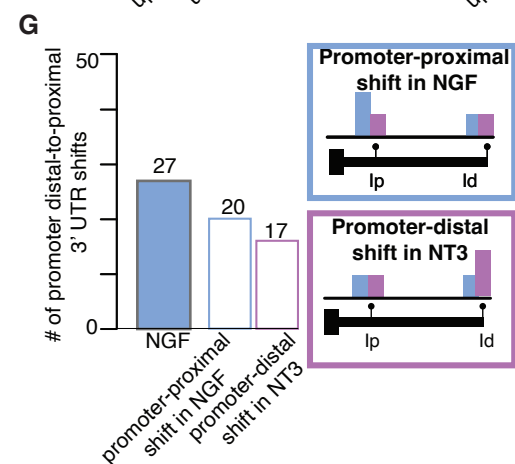 G
# of promoter distal-to-proximal
3' UTR shifts
50
0
27
20
17
NGF
promoter-proximal
shift in NGF
promoter-distal
shift in NT3
Promoter-proximal
shift in NGF
Ip Id
Promoter-distal
shift in NT3
Ip Id